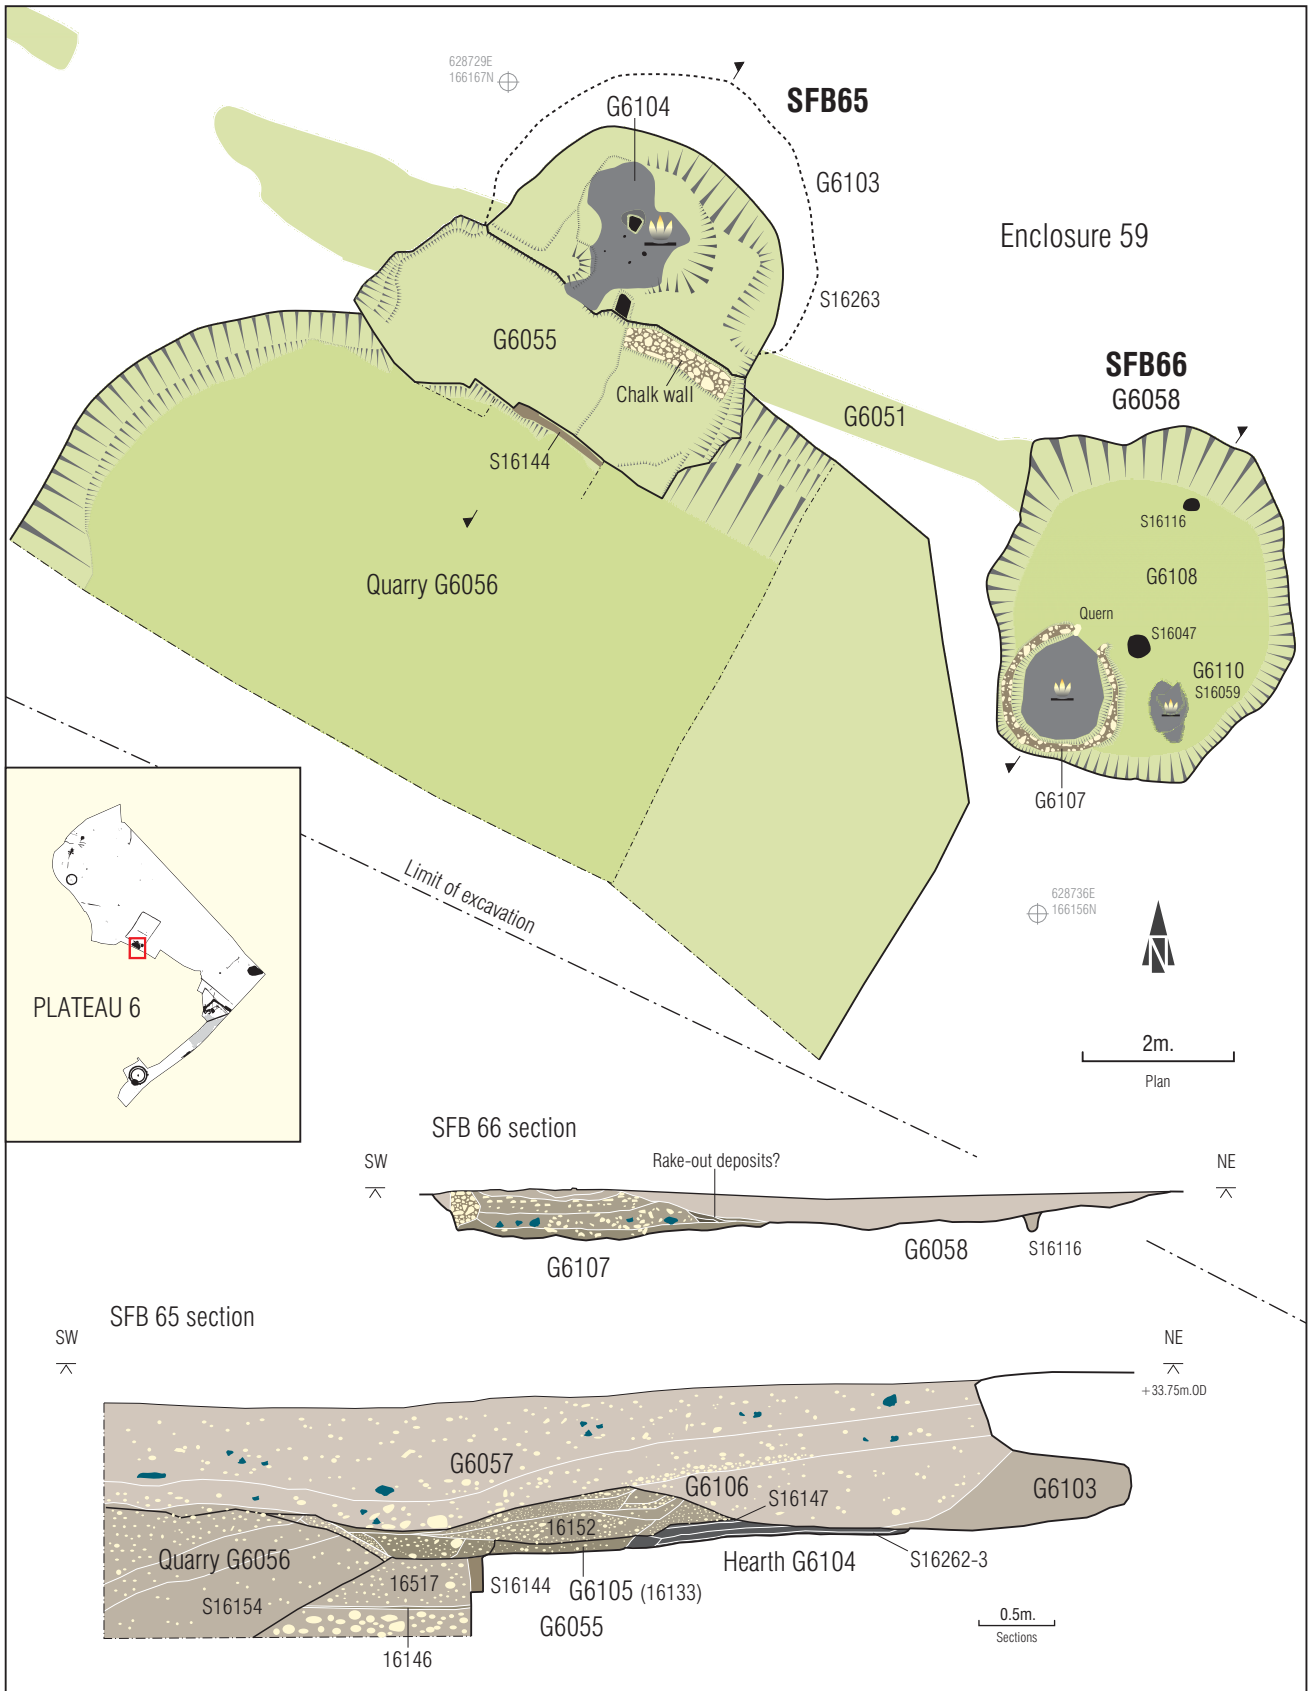 628729E
166167N
SFB65
G6104
G6103
Enclosure 59
S16263
G6055
SFB66
G6058
Chalk wall
G6051
S16144
S16116
Quarry G6056
G6108
Quern
S16047
G6110
S16059
G6107
Limit of excavation
628736E
166156N
N
PLATEAU 6
2m.
Plan
SFB 66 section
SW
Rake-out deposits?
NE
G6107
G6058
S16116
SFB 65 section
SW
NE
+33.75m.OD
G6057
G6106
S16147
G6103
16152
Quarry G6056
Hearth G6104
S16262-3
16517
S16144
G6105 (16133)
S16154
G6055
0.5m.
Sections
16146